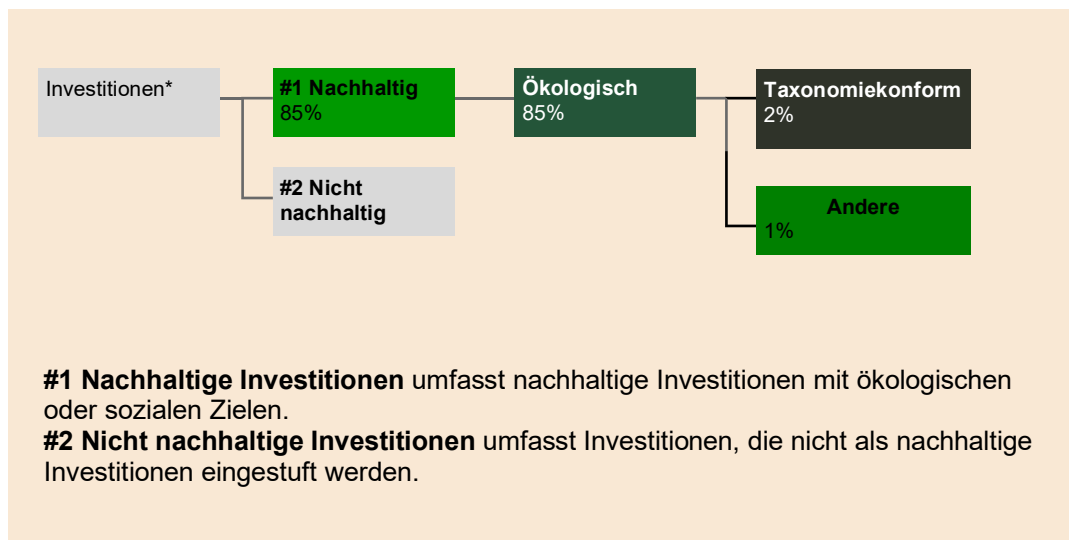 Investitionen*
#1 Nachhaltig
85%
Ökologisch
85%
Taxonomiekonform
2%
#2 Nicht
nachhaltig
Andere
1%
#1 Nachhaltige Investitionen umfasst nachhaltige Investitionen mit ökologischen
oder sozialen Zielen.
#2 Nicht nachhaltige Investitionen umfasst Investitionen, die nicht als nachhaltige
Investitionen eingestuft werden.